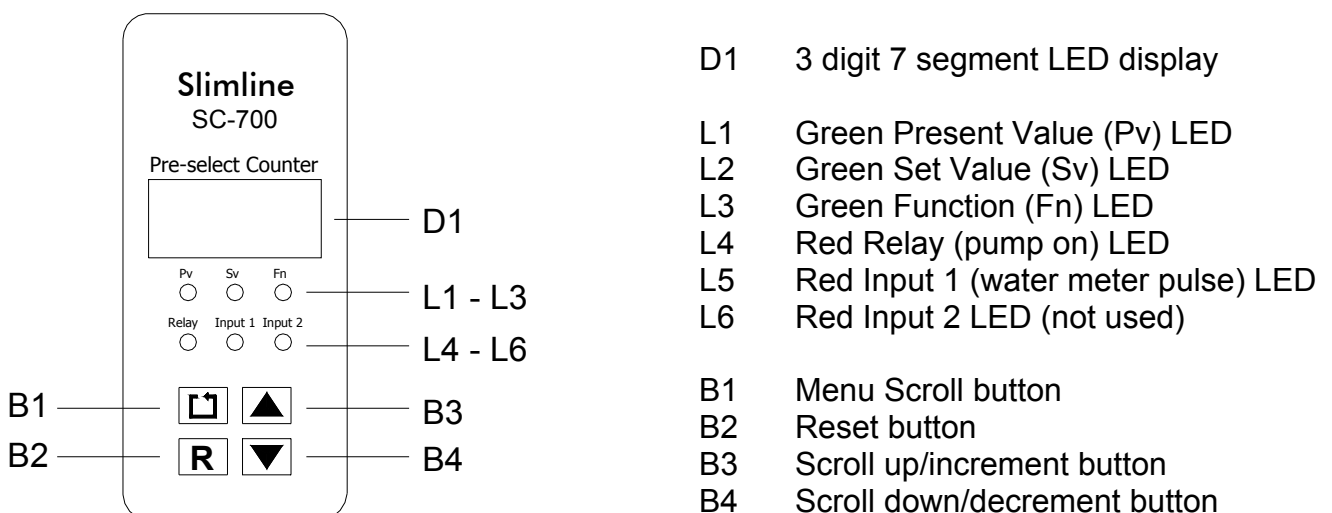 Slimline
SC-700
Pre-select Counter
D1
Pv Sv Fn
L1 - L3
Relay Input 1 Input 2
L4 - L6
B1
B3
B2
R
B4
D1 3 digit 7 segment LED display
L1 Green Present Value (Pv) LED
L2 Green Set Value (Sv) LED
L3 Green Function (Fn) LED
L4 Red Relay (pump on) LED
L5 Red Input 1 (water meter pulse) LED
L6 Red Input 2 LED (not used)
B1 Menu Scroll button
B2 Reset button
B3 Scroll up/increment button
B4 Scroll down/decrement button